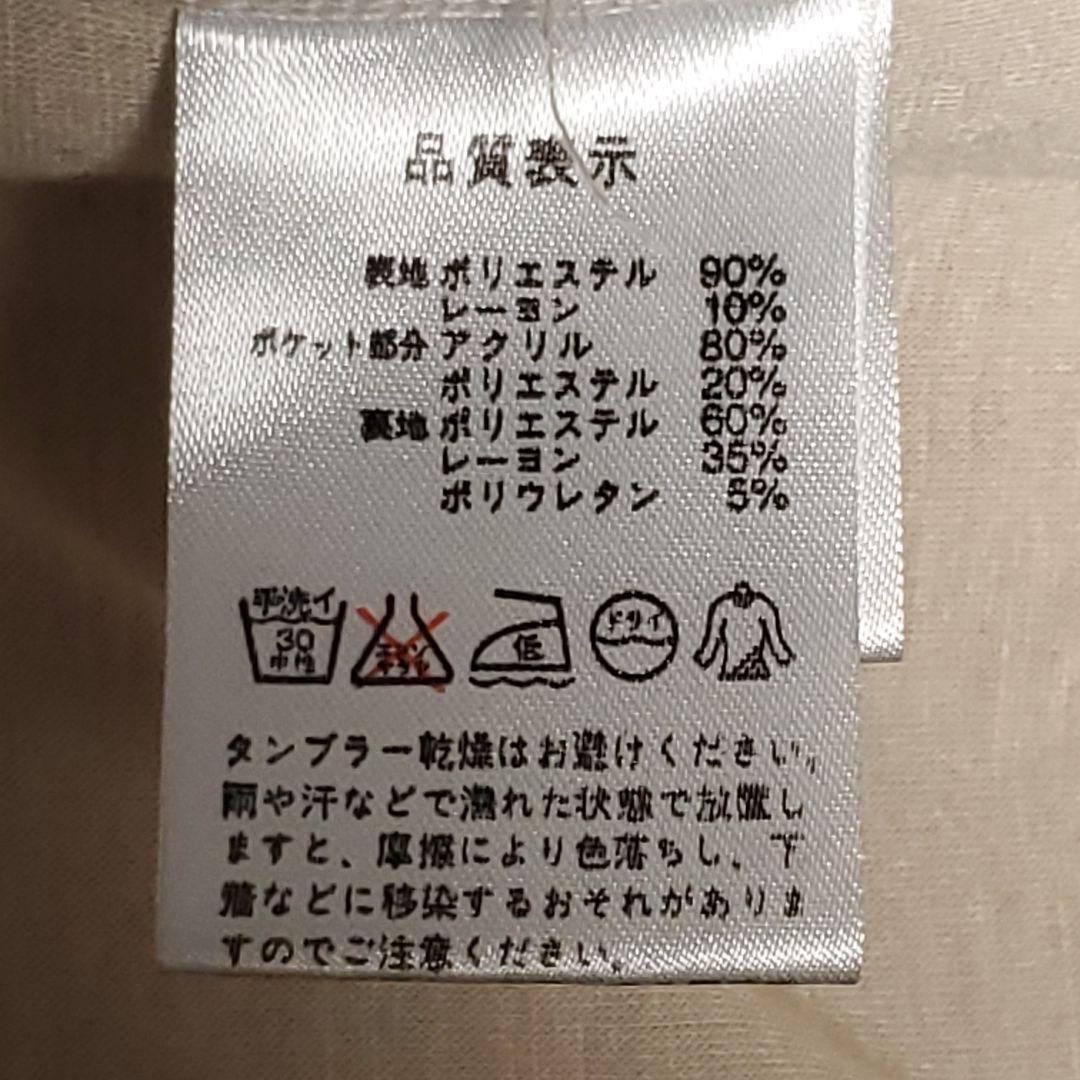 品質表示
表地 ポリエステル 90%
レーヨン 10%
ポケット部分 アクリル 80%
ポリエステル 20%
裏地 ポリエステル 60%
レーヨン 35%
ポリウレタン 5%
手洗イ
30
中性
エンソ
サラシ
低
ドライ
タンブラー乾燥はお避けください。
雨や汗などで濡れた状態で放置し
ますと、摩擦により色落ちし、下
着などに移染するおそれがありま
すのでご注意ください。